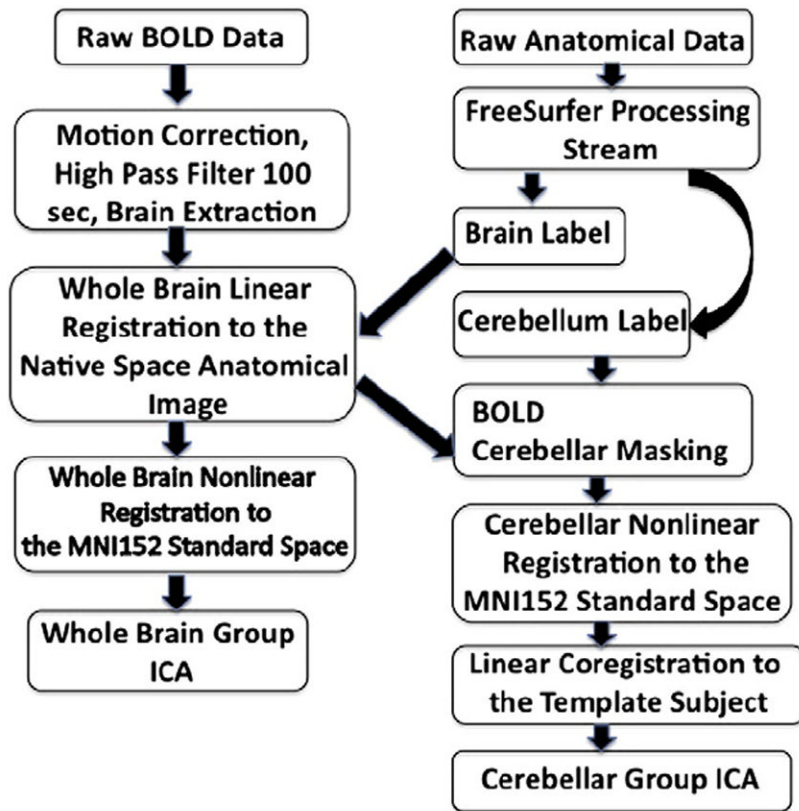 Raw BOLD Data
Motion Correction,
High Pass Filter 100
sec, Brain Extraction
Whole Brain Linear
Registration to the
Native Space Anatomical
Image
Whole Brain Nonlinear
Registration to
the MNI152 Standard Space
Whole Brain Group
ICA
Raw Anatomical Data
FreeSurfer Processing
Stream
Brain Label
Cerebellum Label
BOLD
Cerebellar Masking
Cerebellar Nonlinear
Registration to the
MNI152 Standard Space
Linear Coregistration to
the Template Subject
Cerebellar Group ICA